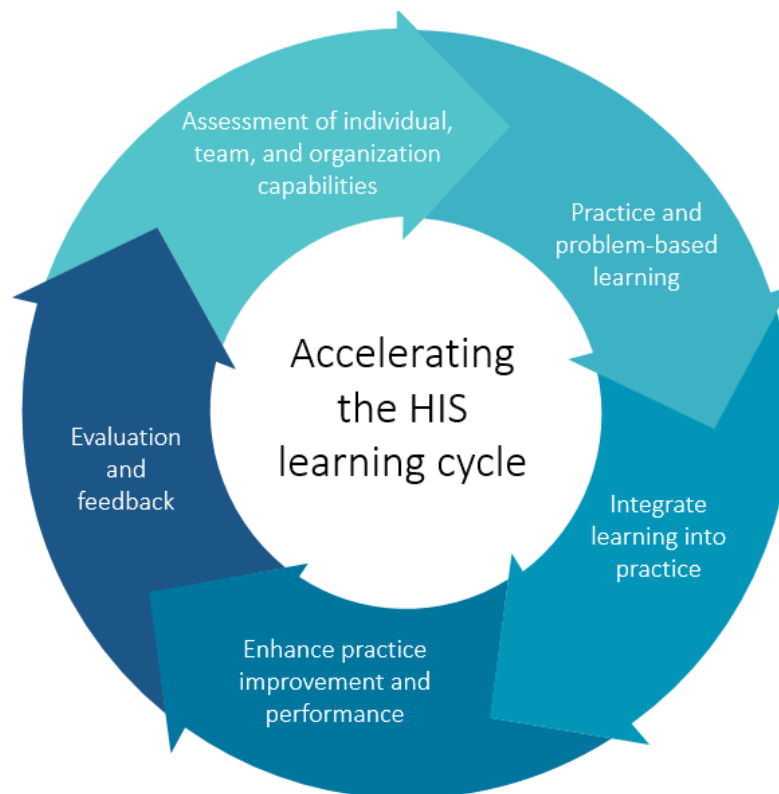 Assessment of individual,
team, and organization
capabilities
Practice and
problem-based
learning
Accelerating
the HIS
learning cycle
Evaluation
and
feedback
Integrate
learning into
practice
Enhance practice
improvement and
performance